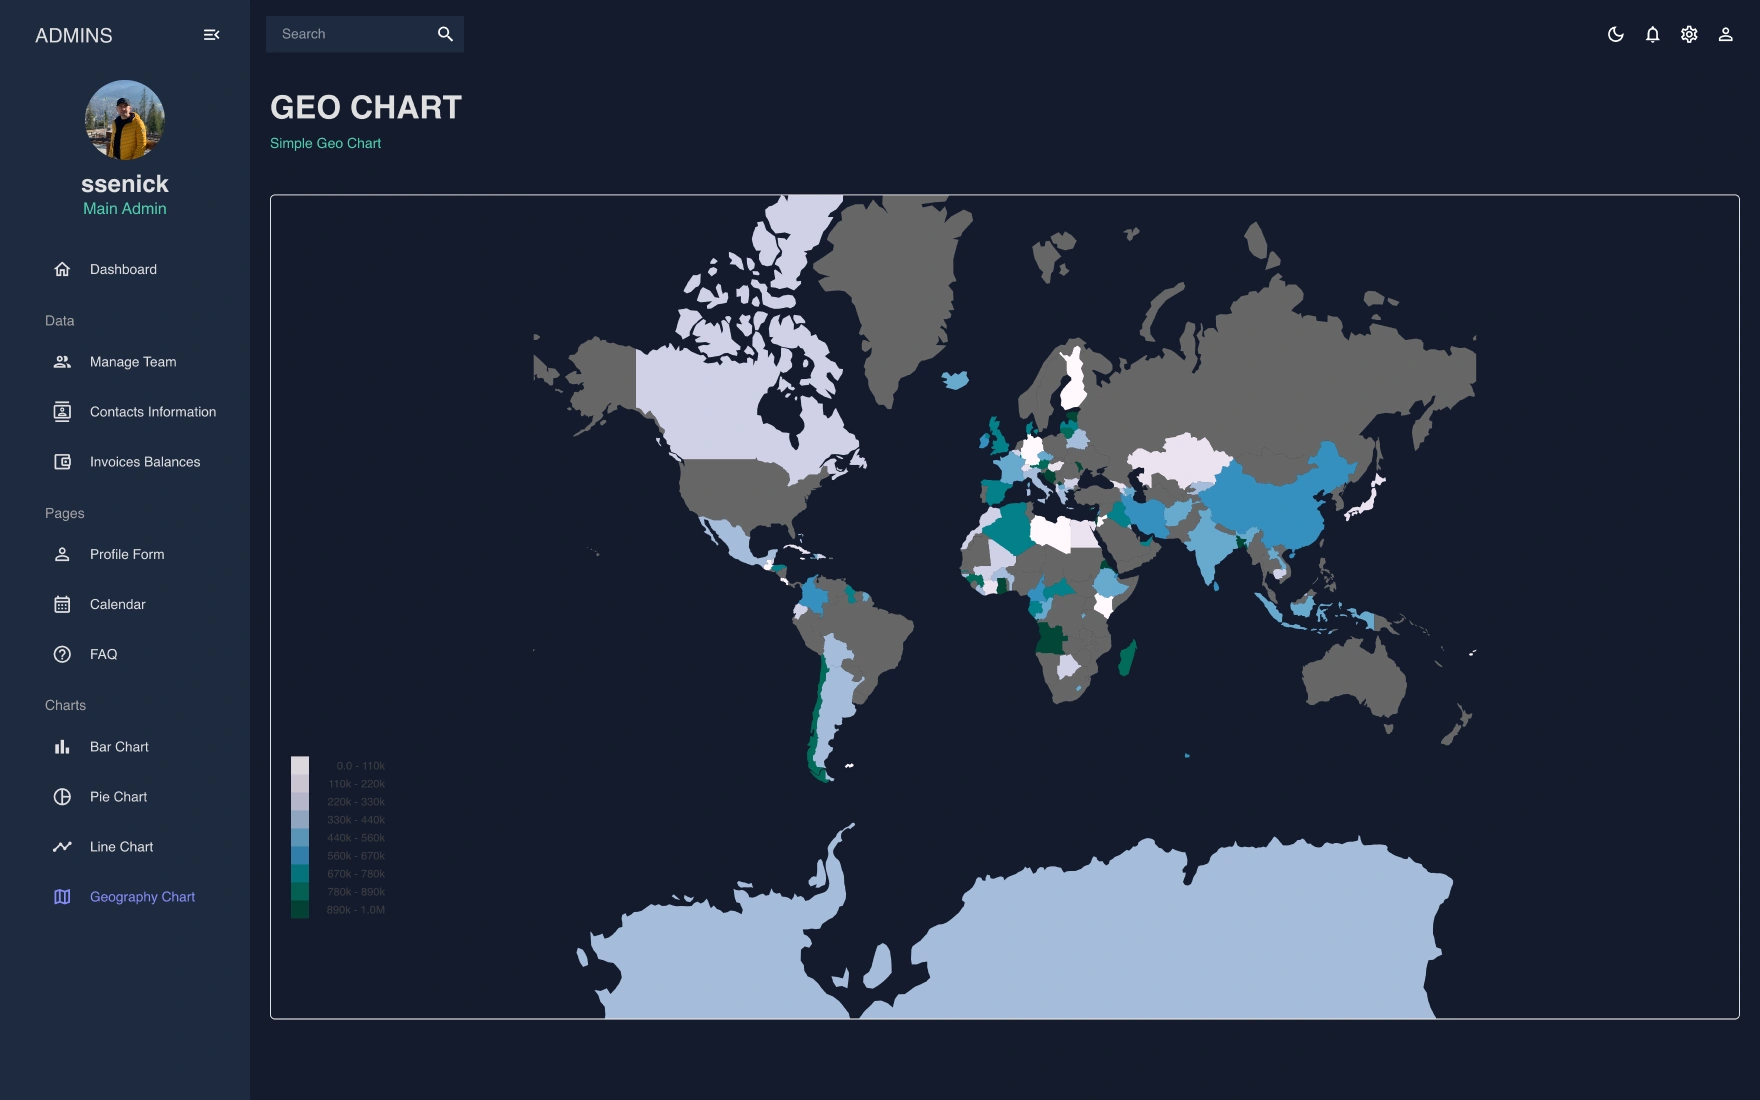 ADMINS
Search
ssenick
Main Admin
Dashboard
Data
Manage Team
Contacts Information
Invoices Balances
Pages
Profile Form
Calendar
FAQ
Charts
Bar Chart
Pie Chart
Line Chart
Geography Chart
GEO CHART
Simple Geo Chart
0.0 - 110k
110k - 220k
220k - 330k
330k - 440k
440k - 560k
560k - 670k
670k - 780k
780k - 890k
890k - 1.0M